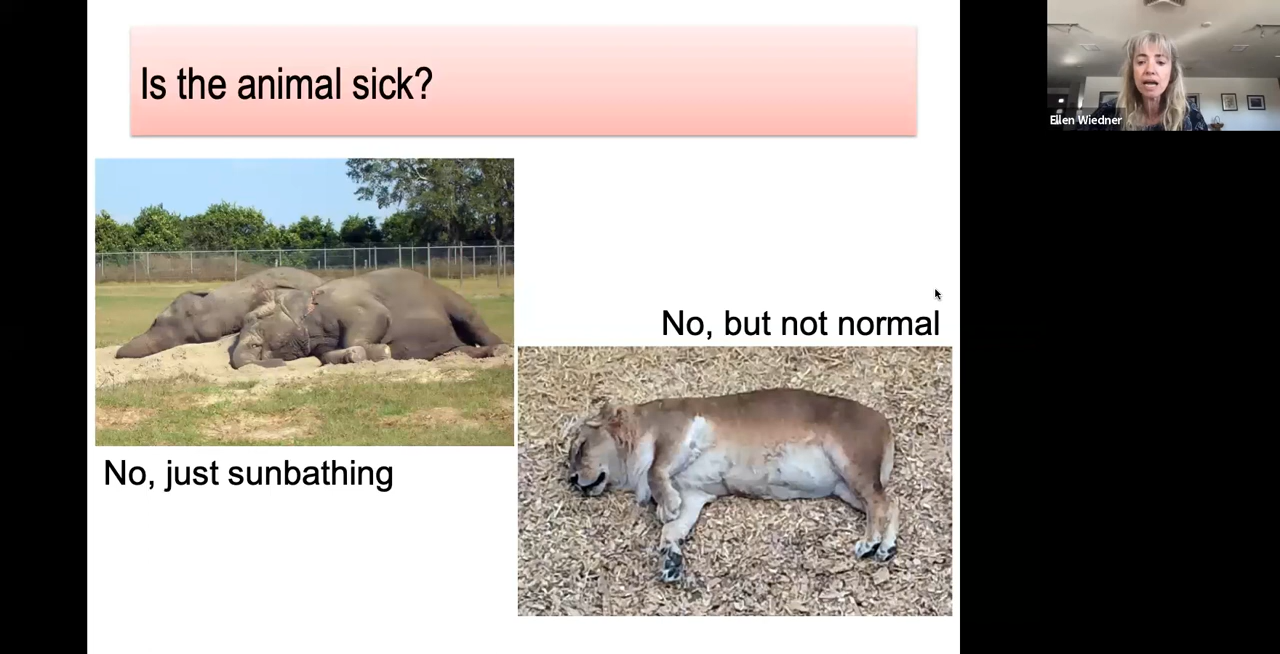 Is the animal sick?
Ellen Wiedner
No, but not normal
No, just sunbathing